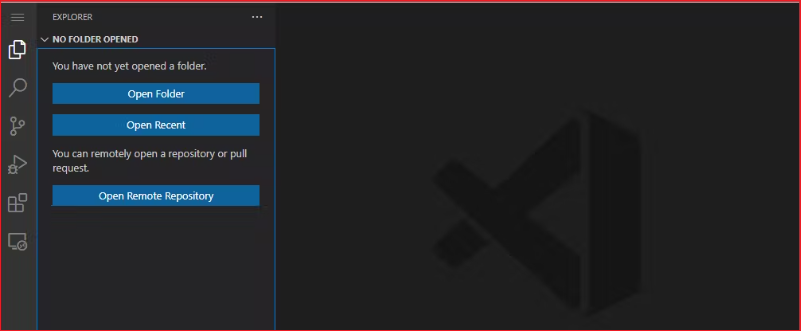 EXPLORER
NO FOLDER OPENED
You have not yet opened a folder.
Open Folder
Open Recent
You can remotely open a repository or pull
request.
Open Remote Repository